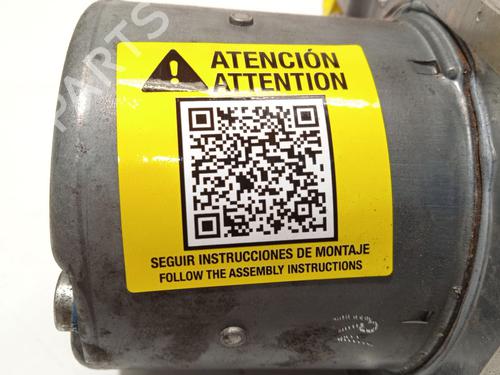 PARTS
ATENCIÓN
ATTENTION
SEGUIR INSTRUCCIONES DE MONTAJE
FOLLOW THE ASSEMBLY INSTRUCTIONS